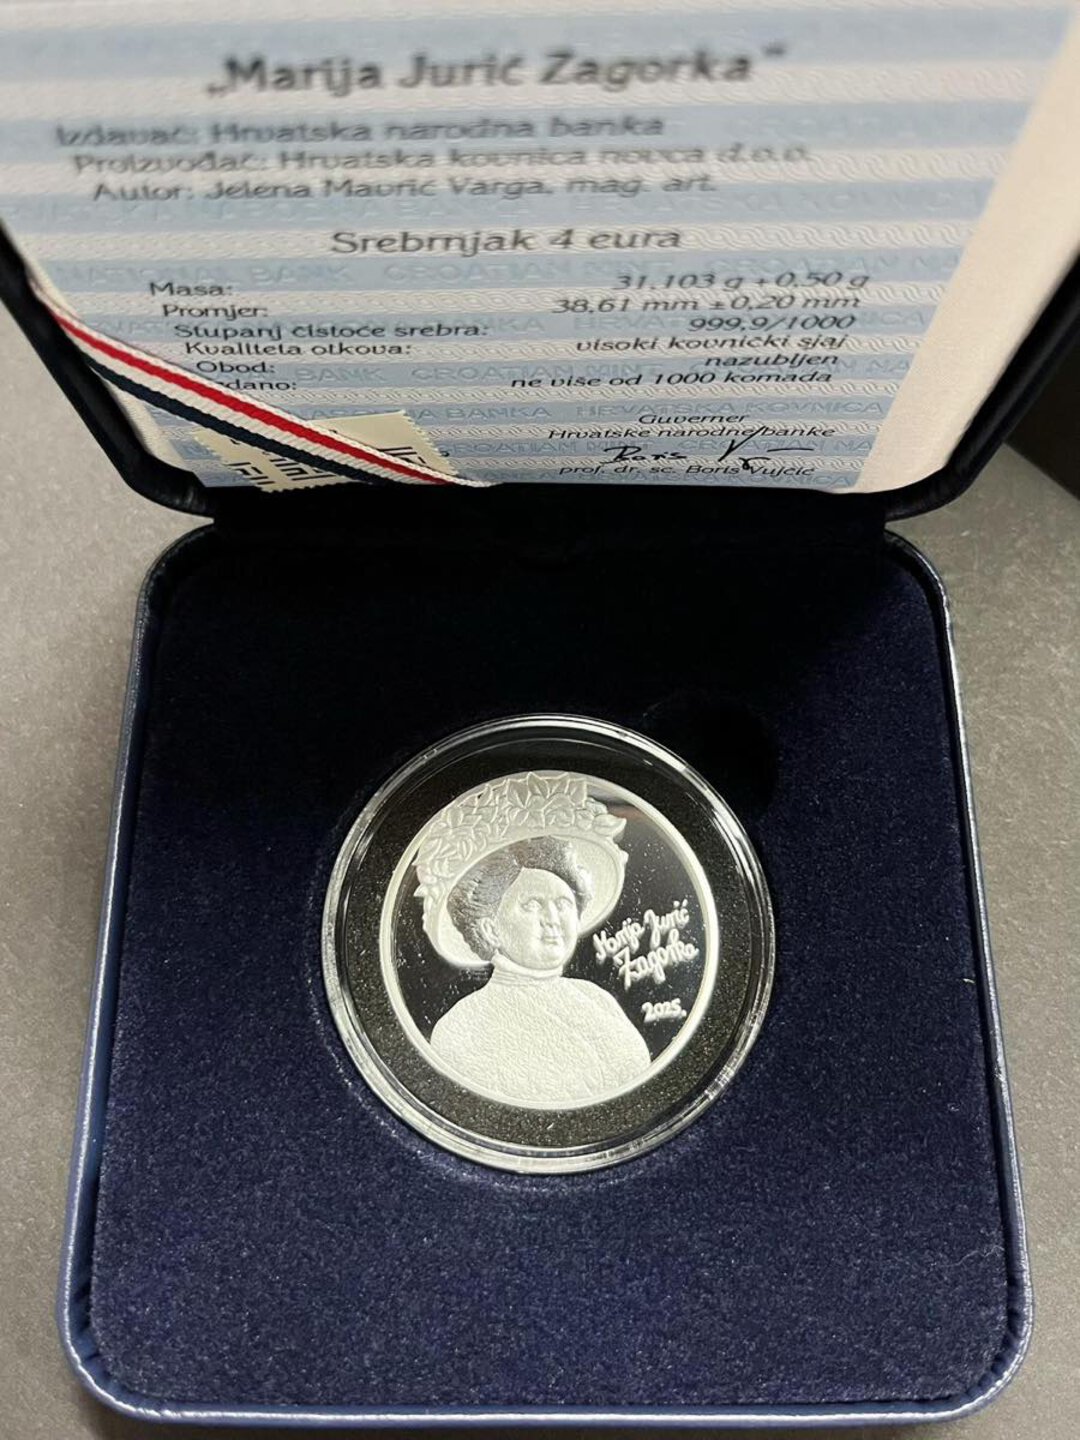 „Marija Jurić Zagorka“
Izdavač: Hrvatska narodna banka
Proizvođač: Hrvatska kovnica novca d.o.o.
Autor: Jelena Mavrić Varga, mag. art.
Srebrnjak 4 eura
Masa: 31,103 g +0,50 g
Promjer: 38,61 mm ±0,20 mm
Stupanj čistoće srebra: 999,9/1000
Kvaliteta otkova: visoki kovnički sjaj
Obod: nazubljen
dano: ne više od 1000 komada
Guverner
Hrvatske narodne banke
prof. dr. sc. Boris Vujčić
Marija Jurić
Zagorka
2025.